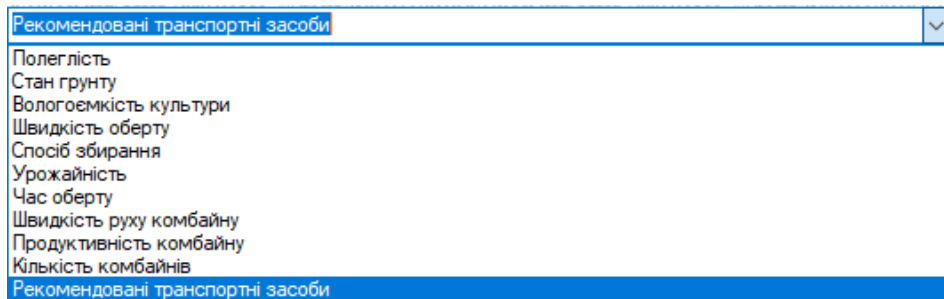 Рекомендовані транспортні засоби
Полеглість
Стан грунту
Вологоємкість культури
Швидкість оберту
Спосіб збирання
Урожайність
Час оберту
Швидкість руху комбайну
Продуктивність комбайну
Кількість комбайнів
Рекомендовані транспортні засоби